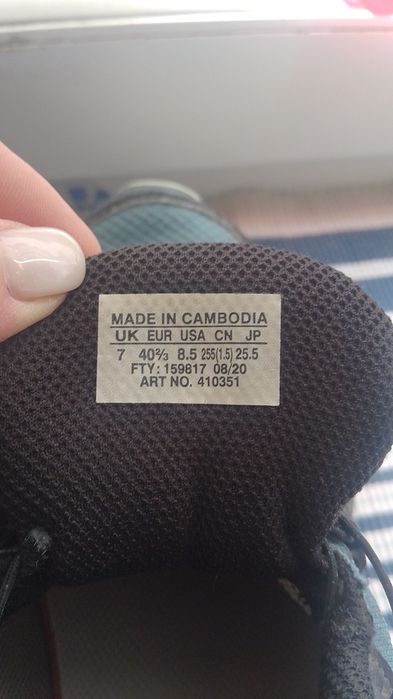 MADE IN CAMBODIA
UK EUR USA CN JP
7 40⅔ 8.5 255(1.5) 25.5
FTY: 159817 08/20
ART NO. 410351